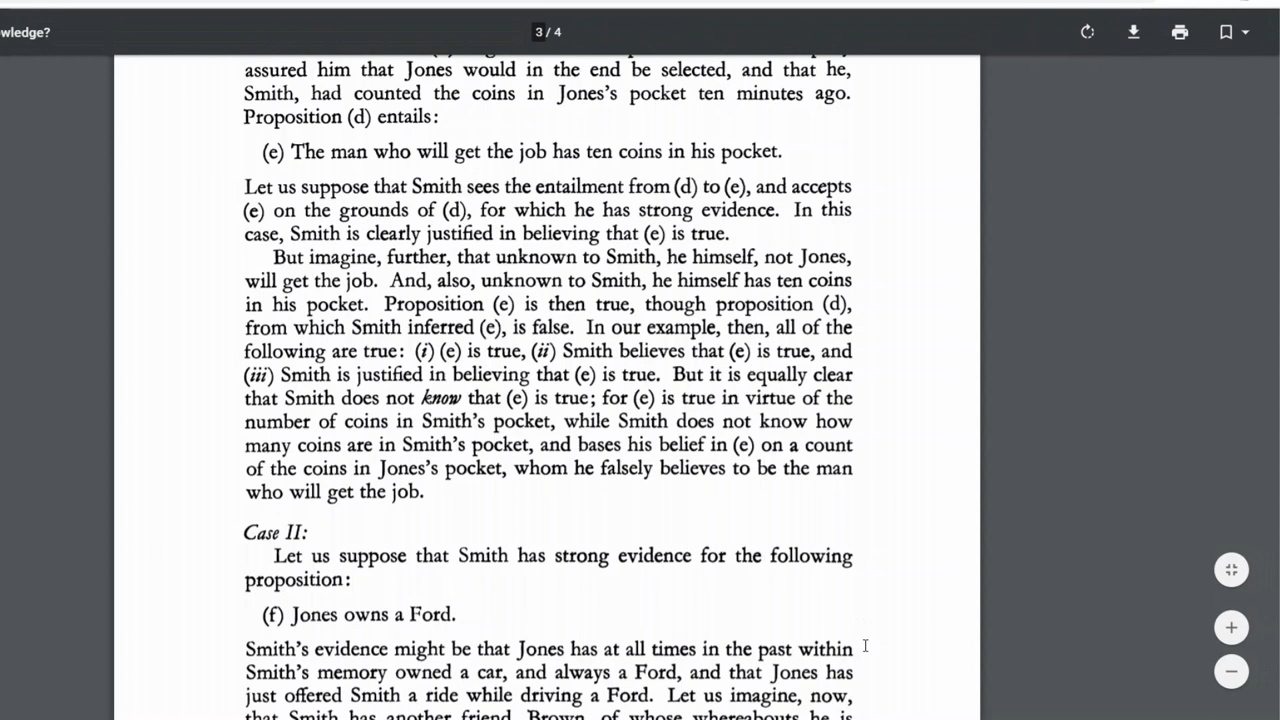 wledge?
3 / 4
assured him that Jones would in the end be selected, and that he,
Smith, had counted the coins in Jones's pocket ten minutes ago.
Proposition (d) entails:
(e) The man who will get the job has ten coins in his pocket.
Let us suppose that Smith sees the entailment from (d) to (e), and accepts
(e) on the grounds of (d), for which he has strong evidence. In this
case, Smith is clearly justified in believing that (e) is true.
But imagine, further, that unknown to Smith, he himself, not Jones,
will get the job. And, also, unknown to Smith, he himself has ten coins
in his pocket. Proposition (e) is then true, though proposition (d),
from which Smith inferred (e), is false. In our example, then, all of the
following are true: (i) (e) is true, (ii) Smith believes that (e) is true, and
(iii) Smith is justified in believing that (e) is true. But it is equally clear
that Smith does not know that (e) is true; for (e) is true in virtue of the
number of coins in Smith's pocket, while Smith does not know how
many coins are in Smith's pocket, and bases his belief in (e) on a count
of the coins in Jones's pocket, whom he falsely believes to be the man
who will get the job.
Case II:
Let us suppose that Smith has strong evidence for the following
proposition:
(f) Jones owns a Ford.
Smith's evidence might be that Jones has at all times in the past within
Smith's memory owned a car, and always a Ford, and that Jones has
just offered Smith a ride while driving a Ford. Let us imagine, now,
that Smith has another friend, Brown, of whose whereabouts he is